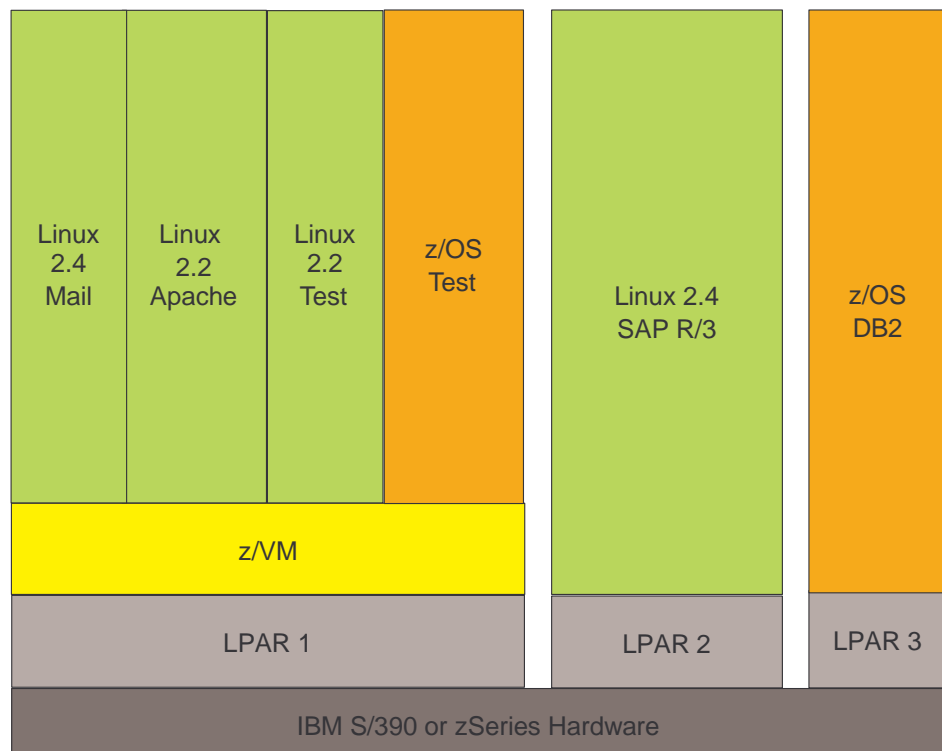 Linux
2.4
Mail
Linux
2.2
Apache
Linux
2.2
Test
z/OS
Test
Linux 2.4
SAP R/3
z/OS
DB2
z/VM
LPAR 1
LPAR 2
LPAR 3
IBM S/390 or zSeries Hardware